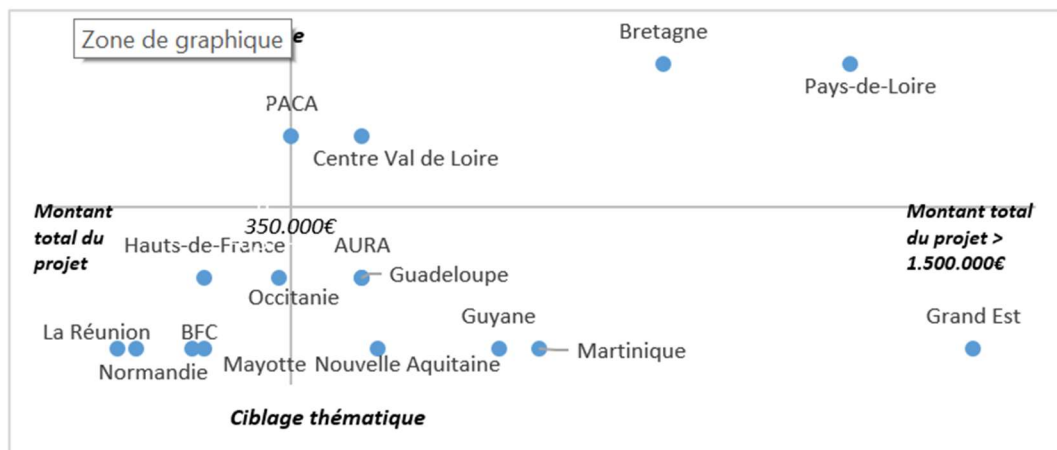 Zone de graphique
e
Bretagne
Pays-de-Loire
PACA
Centre Val de Loire
Montant
total du
projet
350.000€
Montant total
du projet >
1.500.000€
Hauts-de-France
AURA
Guadeloupe
Occitanie
La Réunion
BFC
Guyane
Grand Est
Normandie
Mayotte
Nouvelle Aquitaine
Martinique
Ciblage thématique